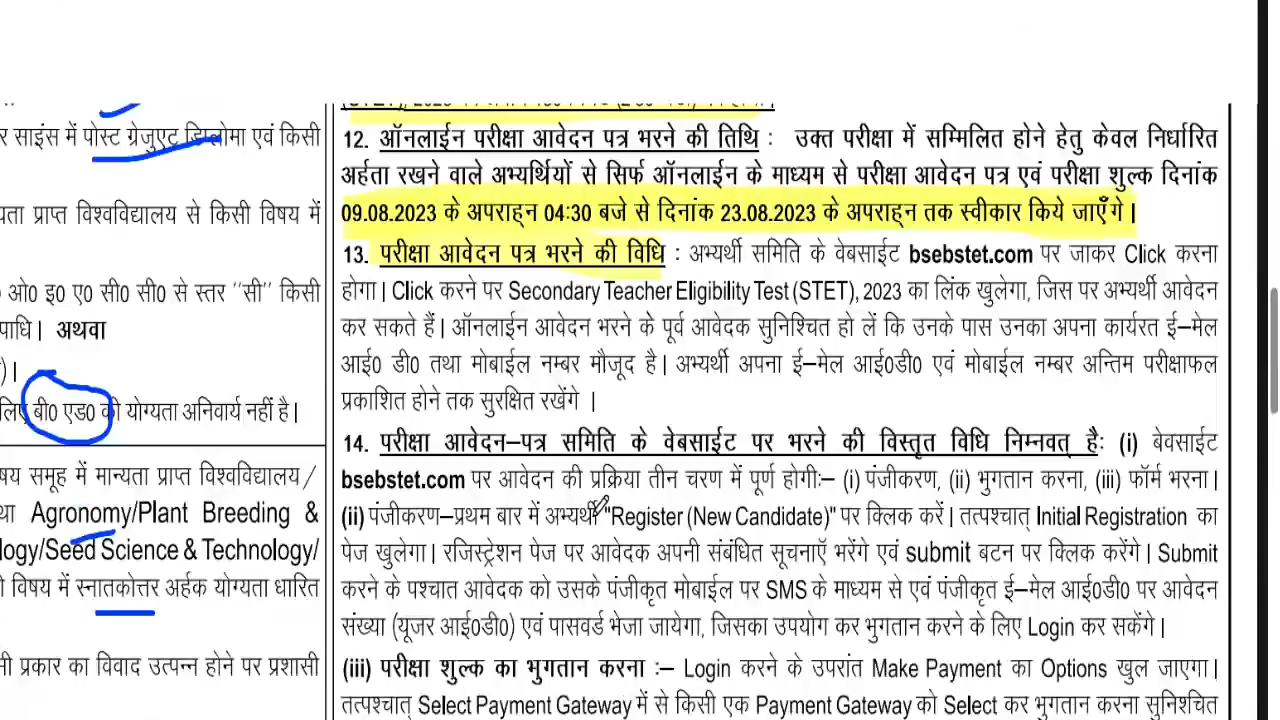 र साइंस में पोस्ट ग्रेजुएट डिप्लोमा एवं किसी
यता प्राप्त विश्वविद्यालय से किसी विषय में
ओ0 इ0 ए0 सी0 सी0 से स्तर "सी" किसी
पाधि। अथवा
)।
लिए बी0 एड0 की योग्यता अनिवार्य नहीं है।
षय समूह में मान्यता प्राप्त विश्वविद्यालय/
था Agronomy/Plant Breeding &
logy/Seed Science & Technology/
विषय में स्नातकोत्तर अर्हक योग्यता धारित
सी प्रकार का विवाद उत्पन्न होने पर प्रशासी
12. ऑनलाईन परीक्षा आवेदन पत्र भरने की तिथि : उक्त परीक्षा में सम्मिलित होने हेतु केवल निर्धारित
अर्हता रखने वाले अभ्यर्थियों से सिर्फ ऑनलाईन के माध्यम से परीक्षा आवेदन पत्र एवं परीक्षा शुल्क दिनांक
09.08.2023 के अपराहन 04:30 बजे से दिनांक 23.08.2023 के अपराहन तक स्वीकार किये जाएँगे।
13. परीक्षा आवेदन पत्र भरने की विधि : अभ्यर्थी समिति के वेबसाईट bsebstet.com पर जाकर Click करना
होगा। Click करने पर Secondary Teacher Eligibility Test (STET), 2023 का लिंक खुलेगा, जिस पर अभ्यर्थी आवेदन
कर सकते हैं। ऑनलाईन आवेदन भरने के पूर्व आवेदक सुनिश्चित हो लें कि उनके पास उनका अपना कार्यरत ई–मेल
आई0 डी0 तथा मोबाईल नम्बर मौजूद है। अभ्यर्थी अपना ई–मेल आई0डी0 एवं मोबाईल नम्बर अन्तिम परीक्षाफल
प्रकाशित होने तक सुरक्षित रखेंगे ।
14. परीक्षा आवेदन–पत्र समिति के वेबसाईट पर भरने की विस्तृत विधि निम्नवत् है: (i) बेवसाईट
bsebstet.com पर आवेदन की प्रक्रिया तीन चरण में पूर्ण होगी:– (i) पंजीकरण, (ii) भुगतान करना, (iii) फॉर्म भरना।
(ii) पंजीकरण–प्रथम बार में अभ्यर्थी "Register (New Candidate)" पर क्लिक करें। तत्पश्चात् Initial Registration का
पेज खुलेगा। रजिस्ट्रेशन पेज पर आवेदक अपनी संबंधित सूचनाएँ भरेंगे एवं submit बटन पर क्लिक करेंगे। Submit
करने के पश्चात आवेदक को उसके पंजीकृत मोबाईल पर SMS के माध्यम से एवं पंजीकृत ई–मेल आई0डी0 पर आवेदन
संख्या (यूजर आई0डी0) एवं पासवर्ड भेजा जायेगा, जिसका उपयोग कर भुगतान करने के लिए Login कर सकेंगे।
(iii) परीक्षा शुल्क का भुगतान करना :– Login करने के उपरांत Make Payment का Options खुल जाएगा।
तत्पश्चात् Select Payment Gateway में से किसी एक Payment Gateway को Select कर भुगतान करना सुनिश्चित